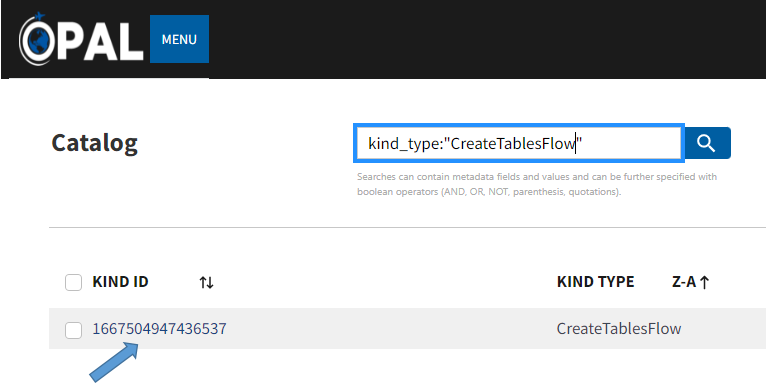 OPAL MENU
Catalog
kind_type:"CreateTablesFlow"
Searches can contain metadata fields and values and can be further specified with
boolean operators (AND, OR, NOT, parenthesis, quotations).
KIND ID KIND TYPE Z-A
1667504947436537 CreateTablesFlow